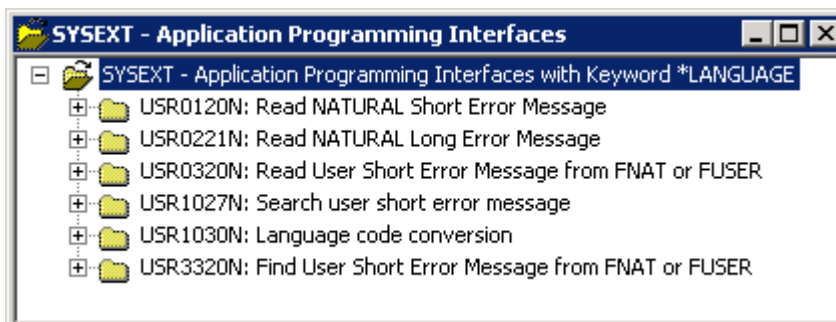 SYSEXT - Application Programming Interfaces
SYSEXT - Application Programming Interfaces with Keyword *LANGUAGE
USR0120N: Read NATURAL Short Error Message
USR0221N: Read NATURAL Long Error Message
USR0320N: Read User Short Error Message from FNAT or FUSER
USR1027N: Search user short error message
USR1030N: Language code conversion
USR3320N: Find User Short Error Message from FNAT or FUSER